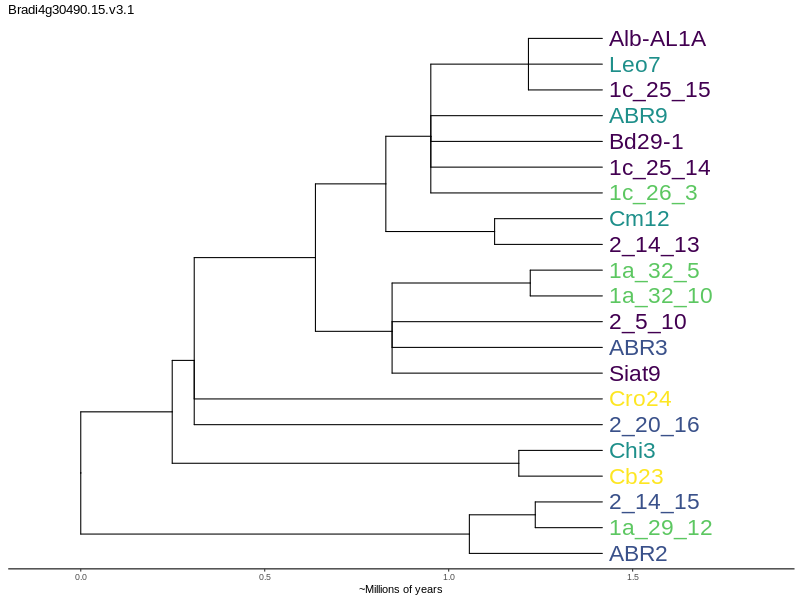 Bradi4g30490.15.v3.1
Alb-AL1A
Leo7
1c_25_15
ABR9
Bd29-1
1c_25_14
1c_26_3
Cm12
2_14_13
1a_32_5
1a_32_10
2_5_10
ABR3
Siat9
Cro24
2_20_16
Chi3
Cb23
2_14_15
1a_29_12
ABR2
0.0 0.5 1.0 1.5
~Millions of years